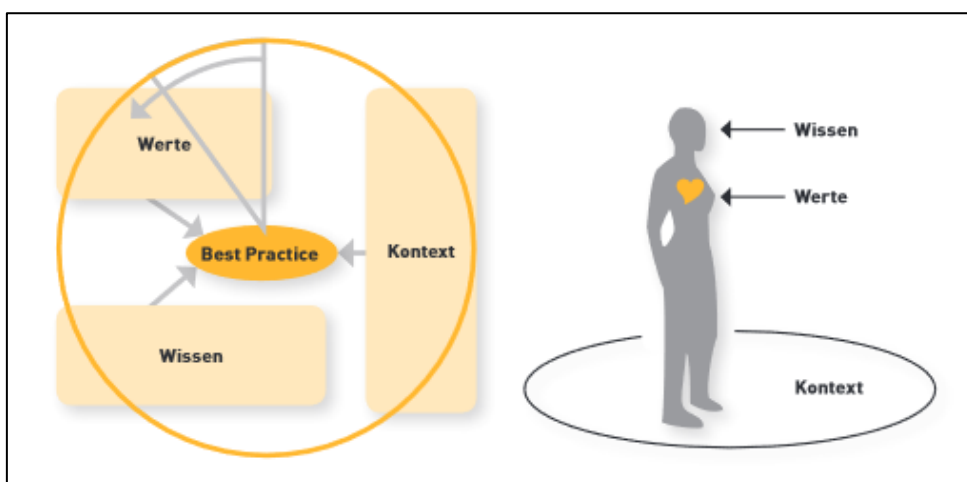 Werte
Best Practice
Kontext
Wissen
Wissen
Werte
Kontext